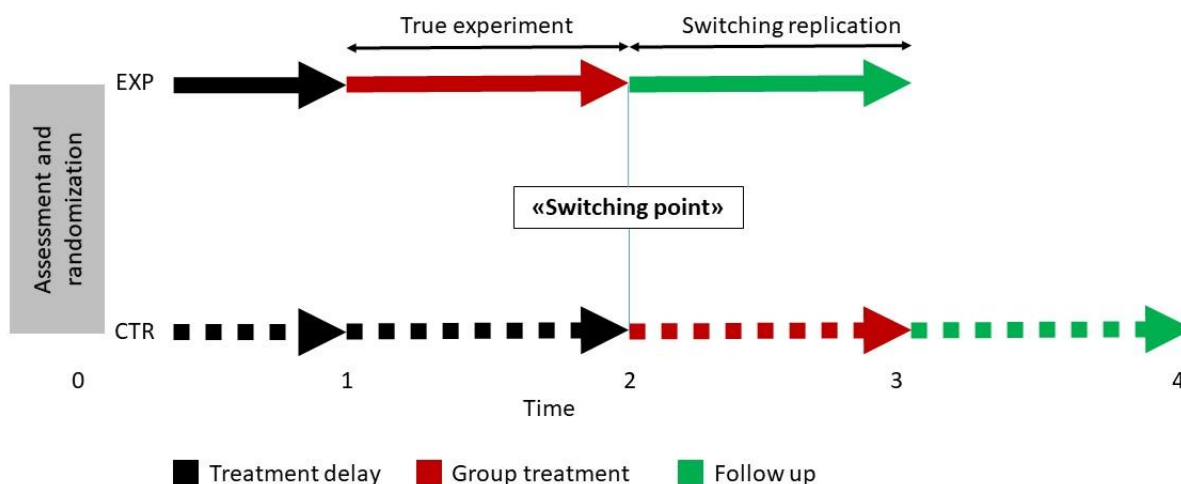 True experiment
Switching replication
EXP
Assessment and
randomization
«Switching point»
CTR
0
1
2
3
4
Time
Treatment delay
Group treatment
Follow up